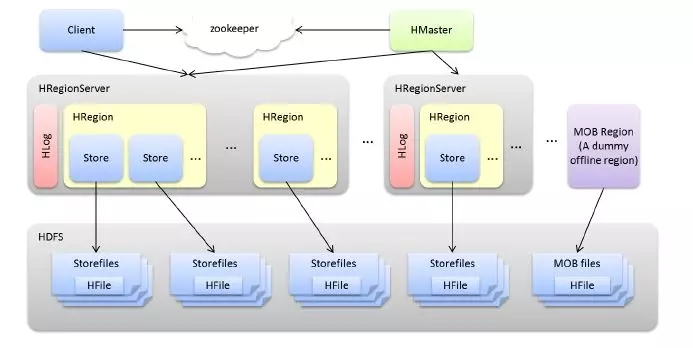 Client
zookeeper
HMaster
HRegionServer
HRegionServer
HLog
HRegion
HRegion
HLog
HRegion
Store
Store
...
...
Store
...
...
Store
...
...
...
MOB Region
(A dummy
offline region)
HDFS
Storefiles
HFile
Storefiles
HFile
Storefiles
HFile
Storefiles
HFile
MOB files
HFile